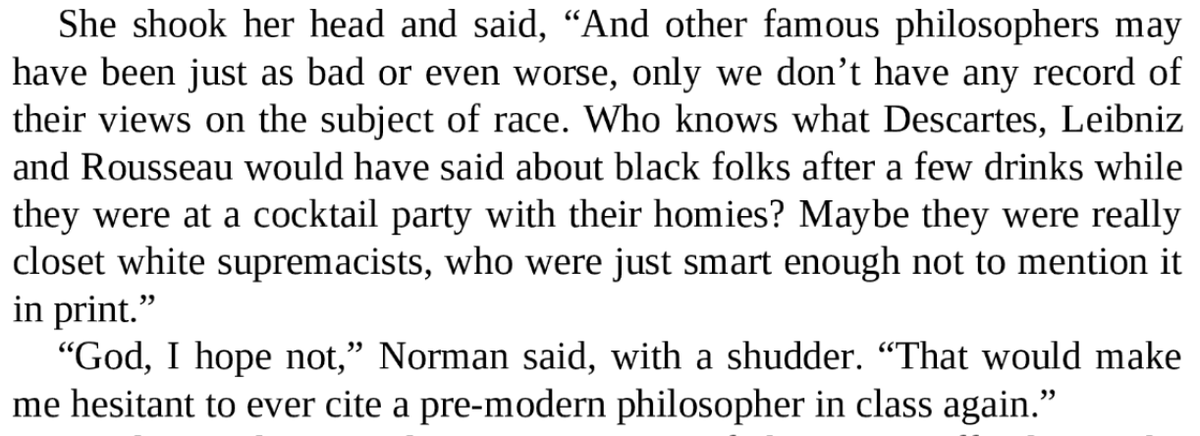 She shook her head and said, “And other famous philosophers may
have been just as bad or even worse, only we don’t have any record of
their views on the subject of race. Who knows what Descartes, Leibniz
and Rousseau would have said about black folks after a few drinks while
they were at a cocktail party with their homies? Maybe they were really
closet white supremacists, who were just smart enough not to mention it
in print.”
“God, I hope not,” Norman said, with a shudder. “That would make
me hesitant to ever cite a pre-modern philosopher in class again.”